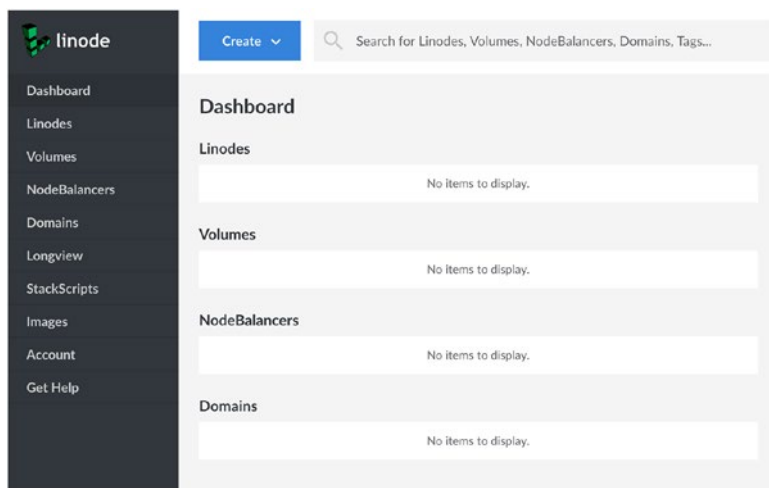 linode
Create
Search for Linodes, Volumes, NodeBalancers, Domains, Tags...
Dashboard
Linodes
Volumes
NodeBalancers
Domains
Longview
StackScripts
Images
Account
Get Help
Dashboard
Linodes
No items to display.
Volumes
No items to display.
NodeBalancers
No items to display.
Domains
No items to display.